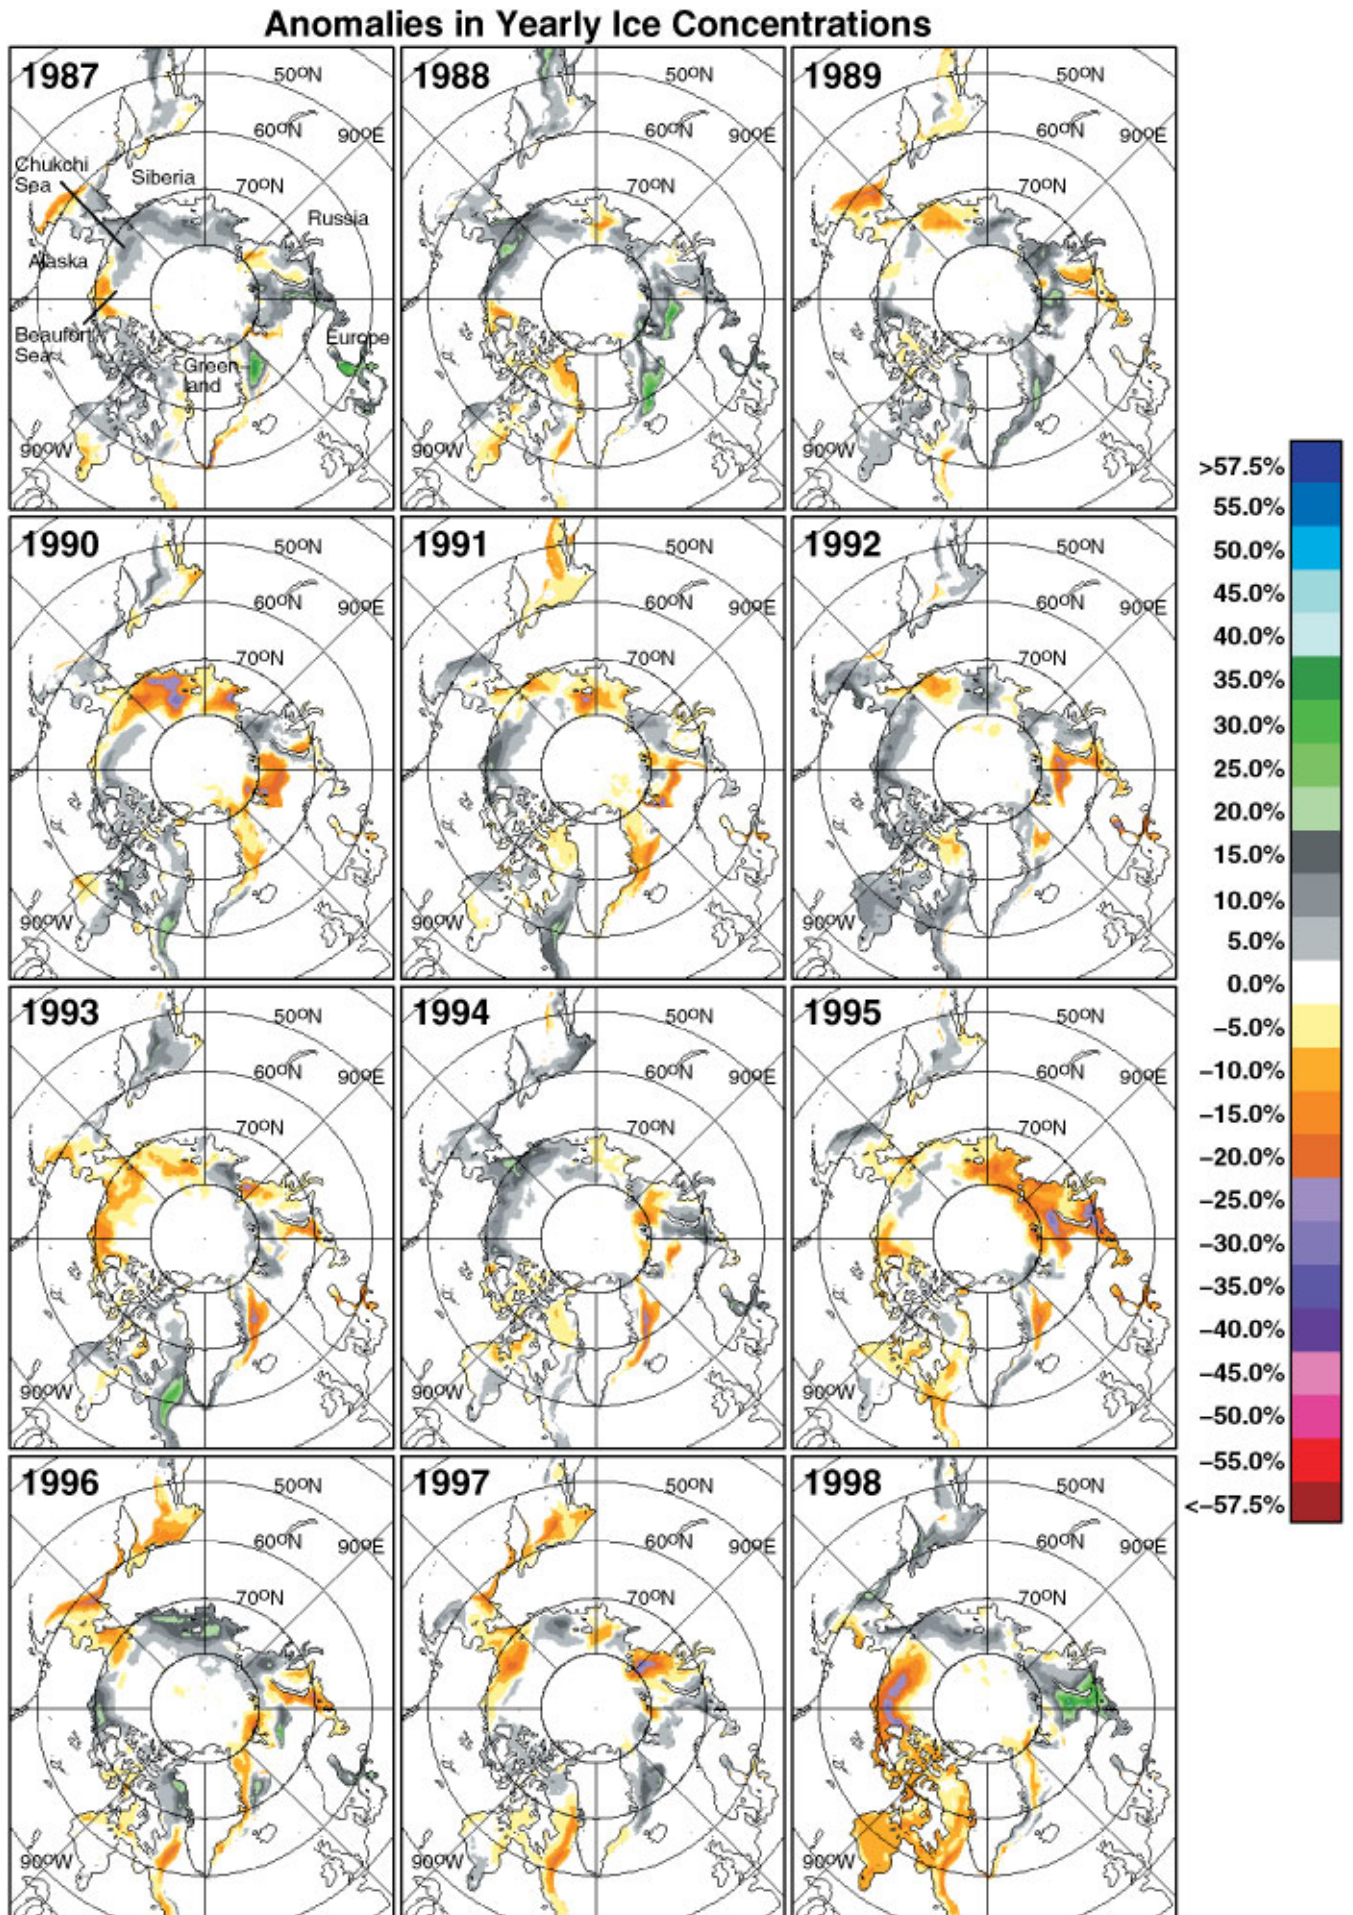 Anomalies in Yearly Ice Concentrations
1987
50ºN
60ºN
90ºE
Chukchi
Sea
Siberia
70ºN
Russia
Alaska
Beaufort
Sea
Europe
Green
land
90ºW
1988
50ºN
60ºN
90ºE
70ºN
90ºW
1989
50ºN
60ºN
90ºE
70ºN
90ºW
1990
50ºN
60ºN
90ºE
70ºN
90ºW
1991
50ºN
60ºN
90ºE
70ºN
90ºW
1992
50ºN
60ºN
90ºE
70ºN
90ºW
1993
50ºN
60ºN
90ºE
70ºN
90ºW
1994
50ºN
60ºN
90ºE
70ºN
90ºW
1995
50ºN
60ºN
90ºE
70ºN
90ºW
1996
50ºN
60ºN
90ºE
70ºN
90ºW
1997
50ºN
60ºN
90ºE
70ºN
90ºW
1998
50ºN
60ºN
90ºE
70ºN
90ºW
>57.5%
55.0%
50.0%
45.0%
40.0%
35.0%
30.0%
25.0%
20.0%
15.0%
10.0%
5.0%
0.0%
−5.0%
−10.0%
−15.0%
−20.0%
−25.0%
−30.0%
−35.0%
−40.0%
−45.0%
−50.0%
−55.0%
<−57.5%